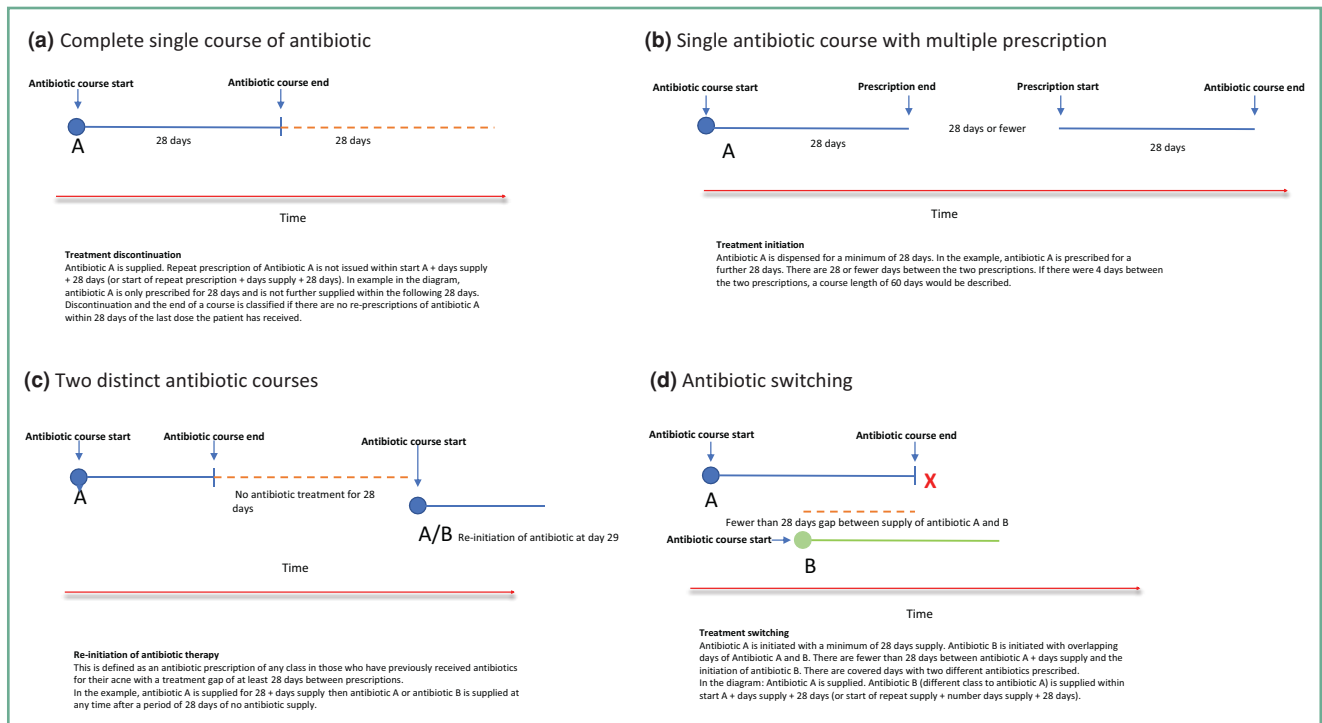 (a) Complete single course of antibiotic
Antibiotic course start
Antibiotic course end
A
28 days
28 days
Time
Treatment discontinuation
Antibiotic A is supplied. Repeat prescription of Antibiotic A is not issued within start A + days supply
+ 28 days (or start of repeat prescription + days supply + 28 days). In example in the diagram,
antibiotic A is only prescribed for 28 days and is not further supplied within the following 28 days.
Discontinuation and the end of a course is classified if there are no re-prescriptions of antibiotic A
within 28 days of the last dose the patient has received.
(b) Single antibiotic course with multiple prescription
Antibiotic course start
Prescription end
Prescription start
Antibiotic course end
28 days or fewer
A
28 days
28 days
Time
Treatment initiation
Antibiotic A is dispensed for a minimum of 28 days. In the example, antibiotic A is prescribed for a
further 28 days. There are 28 or fewer days between the two prescriptions. If there were 4 days between
the two prescriptions, a course length of 60 days would be described.
(c) Two distinct antibiotic courses
Antibiotic course start
Antibiotic course end
Antibiotic course start
A
No antibiotic treatment for 28
days
A/B Re-initiation of antibiotic at day 29
Time
Re-initiation of antibiotic therapy
This is defined as an antibiotic prescription of any class in those who have previously received antibiotics
for their acne with a treatment gap of at least 28 days between prescriptions.
In the example, antibiotic A is supplied for 28 + days supply then antibiotic A or antibiotic B is supplied at
any time after a period of 28 days of no antibiotic supply.
(d) Antibiotic switching
Antibiotic course start
Antibiotic course end
X
A
Fewer than 28 days gap between supply of antibiotic A and B
Antibiotic course start
B
Time
Treatment switching
Antibiotic A is initiated with a minimum of 28 days supply. Antibiotic B is initiated with overlapping
days of Antibiotic A and B. There are fewer than 28 days between antibiotic A + days supply and the
initiation of antibiotic B. There are covered days with two different antibiotics prescribed.
In the diagram: Antibiotic A is supplied. Antibiotic B (different class to antibiotic A) is supplied within
start A + days supply + 28 days (or start of repeat supply + number days supply + 28 days).